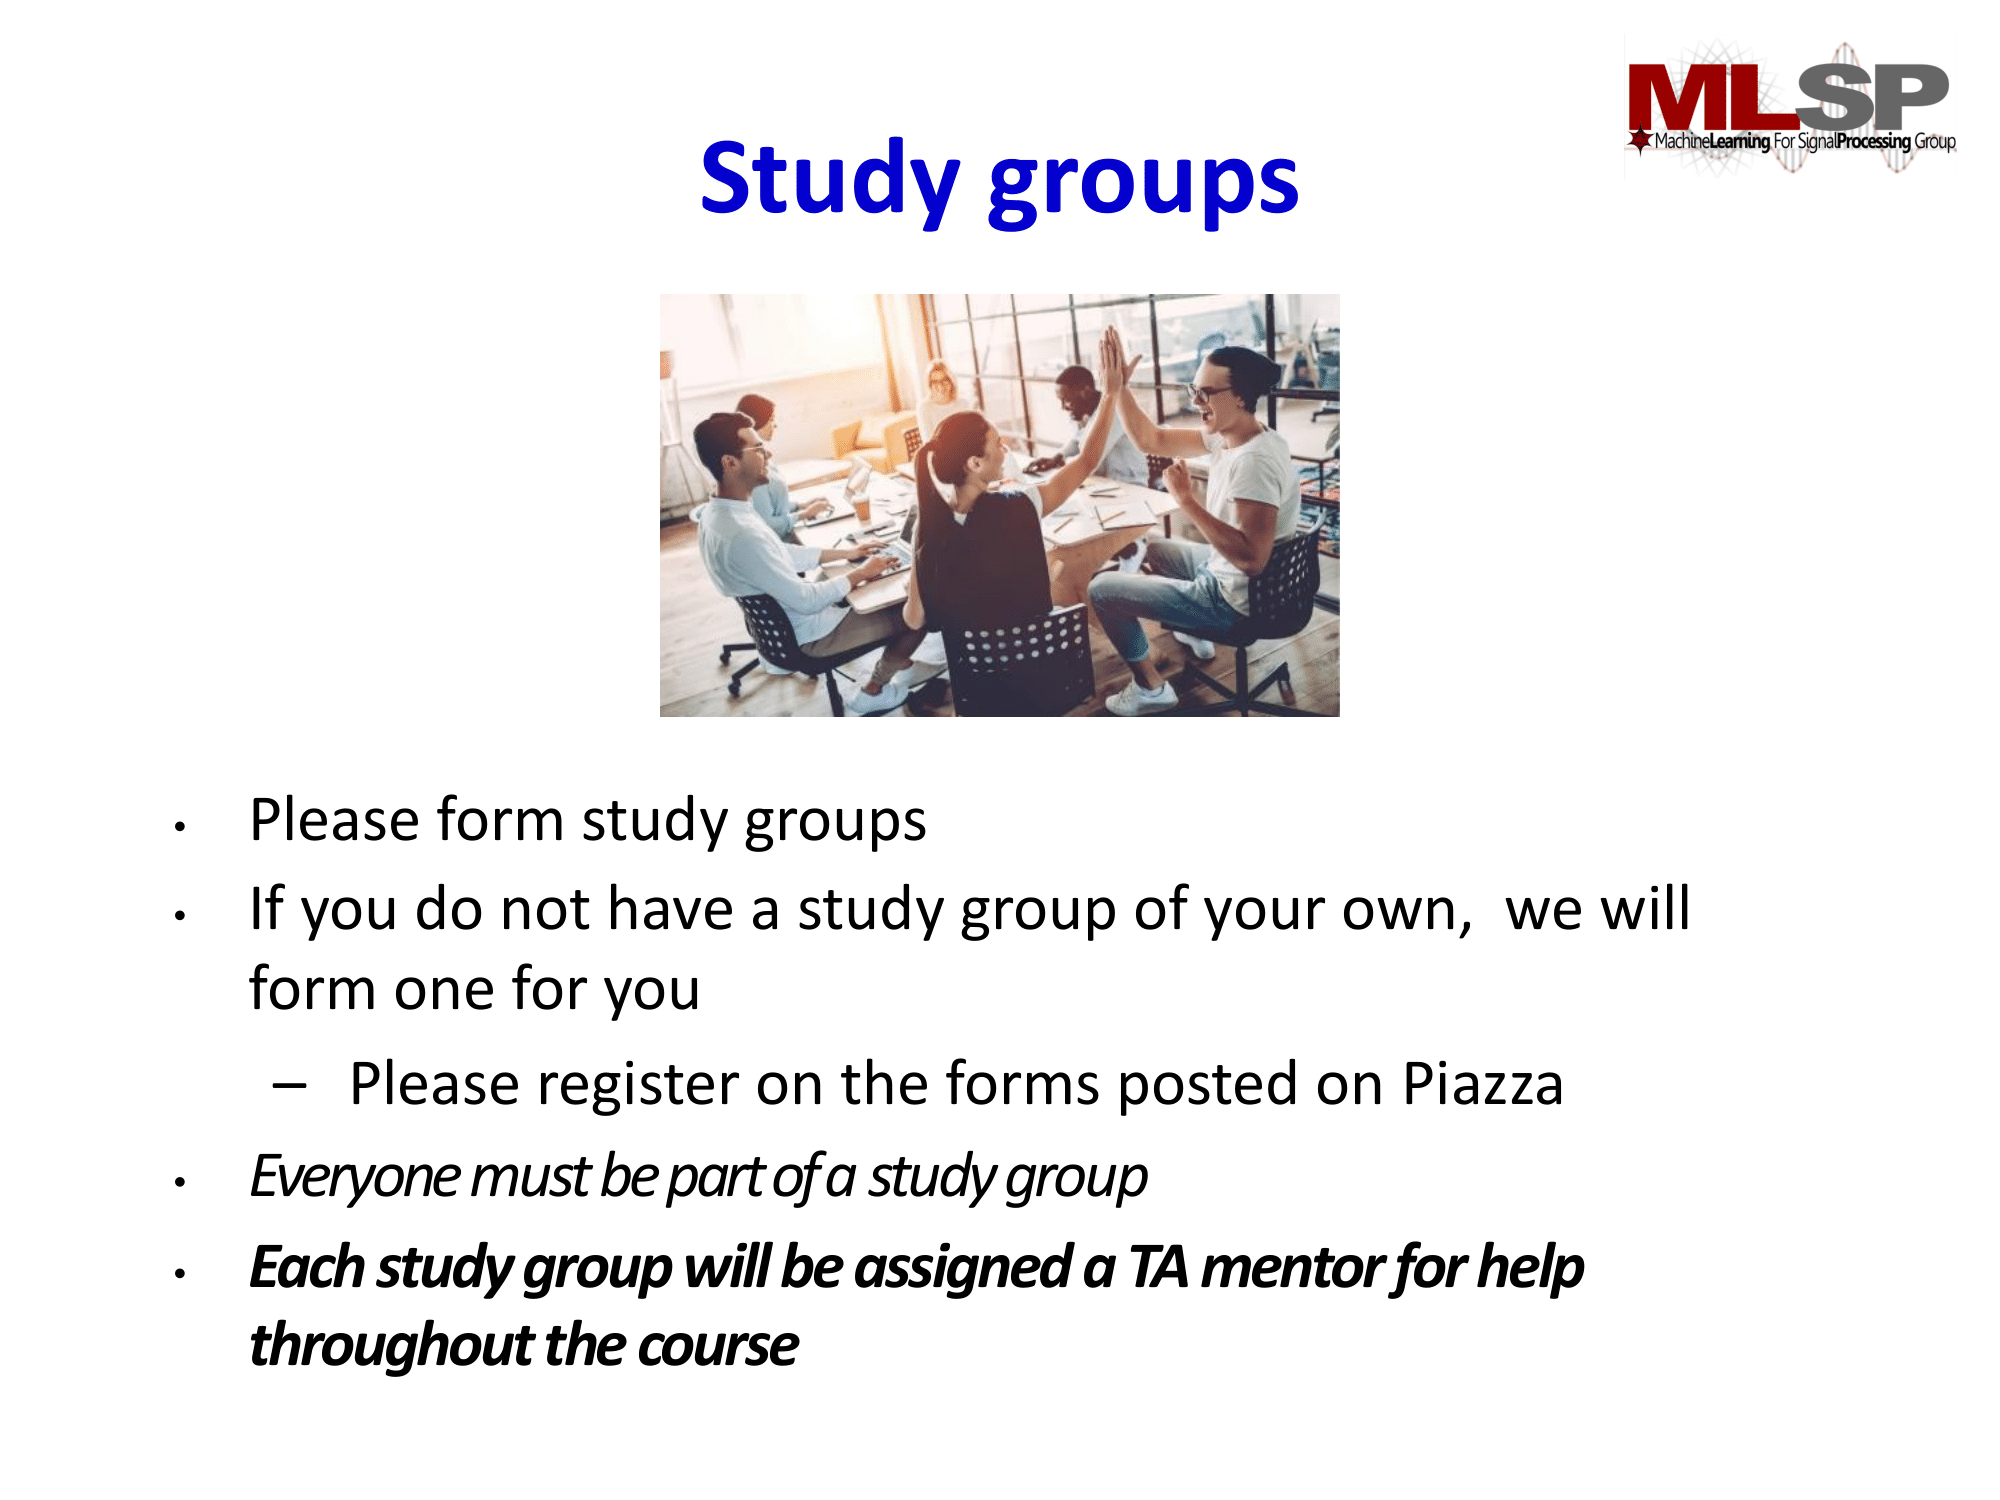 MLSP
MachineLearning For SignalProcessing Group
Study groups
• Please form study groups
• If you do not have a study group of your own, we will
form one for you
– Please register on the forms posted on Piazza
• Everyone must be part of a study group
• Each study group will be assigned a TA mentor for help
throughout the course